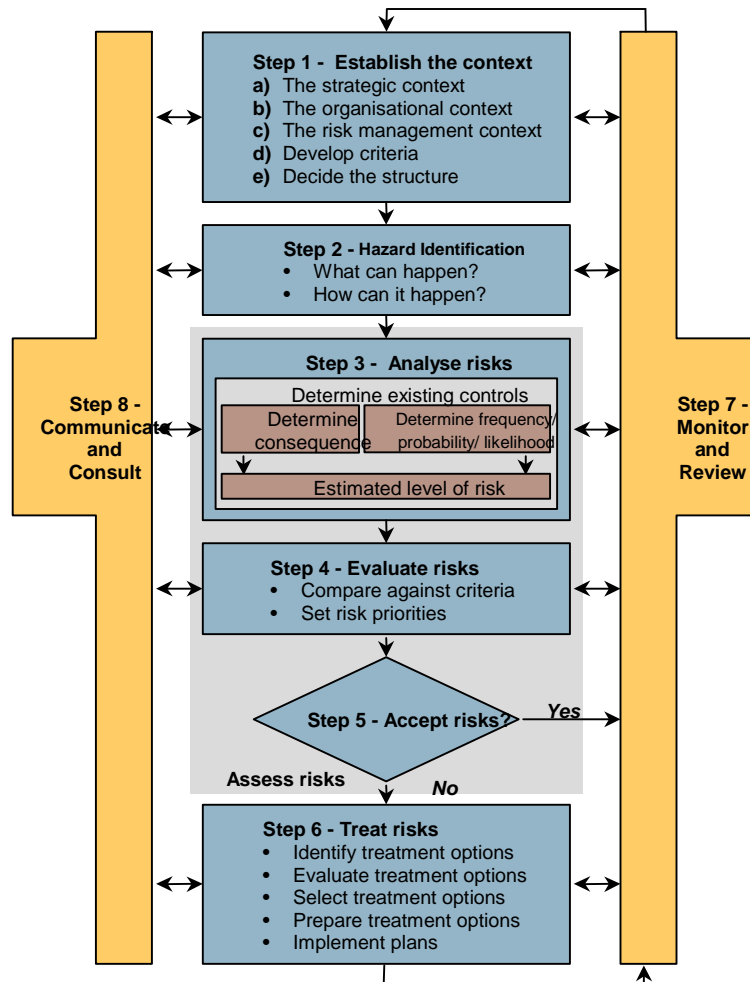 Step 1 - Establish the context
a) The strategic context
b) The organisational context
c) The risk management context
d) Develop criteria
e) Decide the structure
Step 2 - Hazard Identification
• What can happen?
• How can it happen?
Step 3 - Analyse risks
Determine existing controls
Determine
consequence
Determine frequency/
probability/ likelihood
Estimated level of risk
Step 8 -
Communicate
and
Consult
Step 7 -
Monitor
and
Review
Step 4 - Evaluate risks
• Compare against criteria
• Set risk priorities
Step 5 - Accept risks?
Yes
Assess risks
No
Step 6 - Treat risks
• Identify treatment options
• Evaluate treatment options
• Select treatment options
• Prepare treatment options
• Implement plans